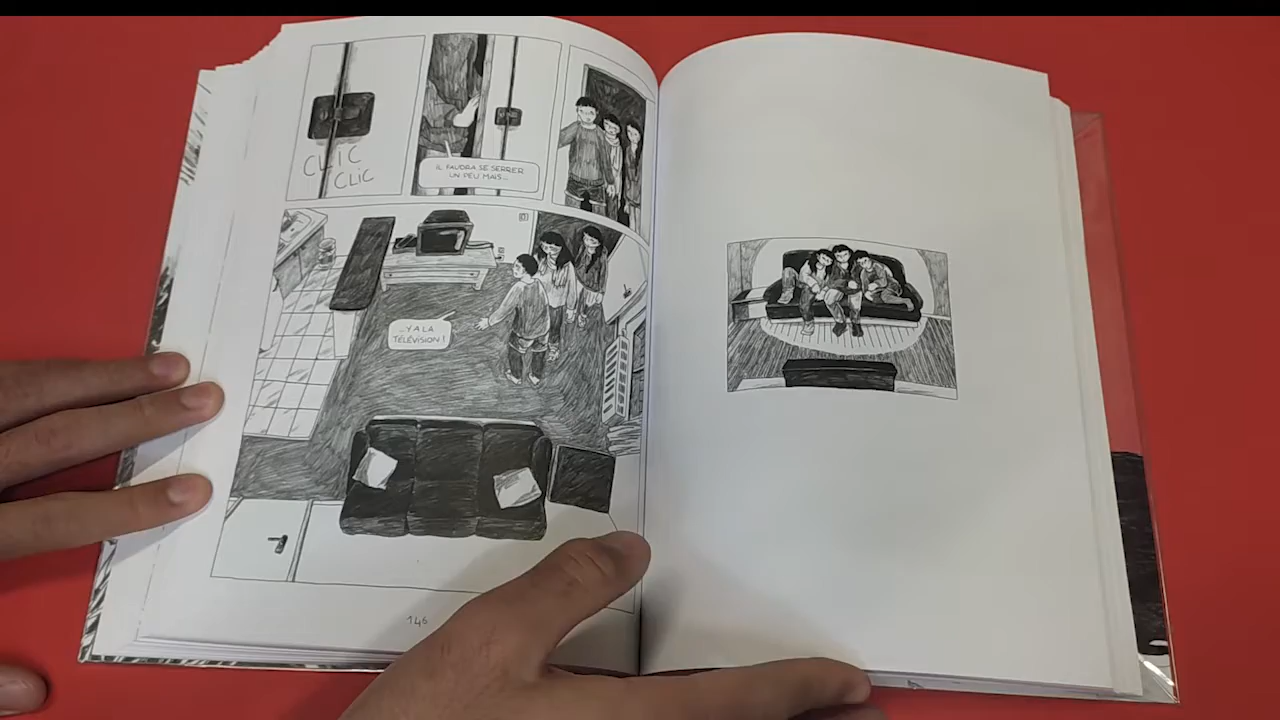 CLIC
CLIC
IL FAUDRA SE SERRER
UN PEU MAIS...
...Y A LA
TÉLÉVISION !
146